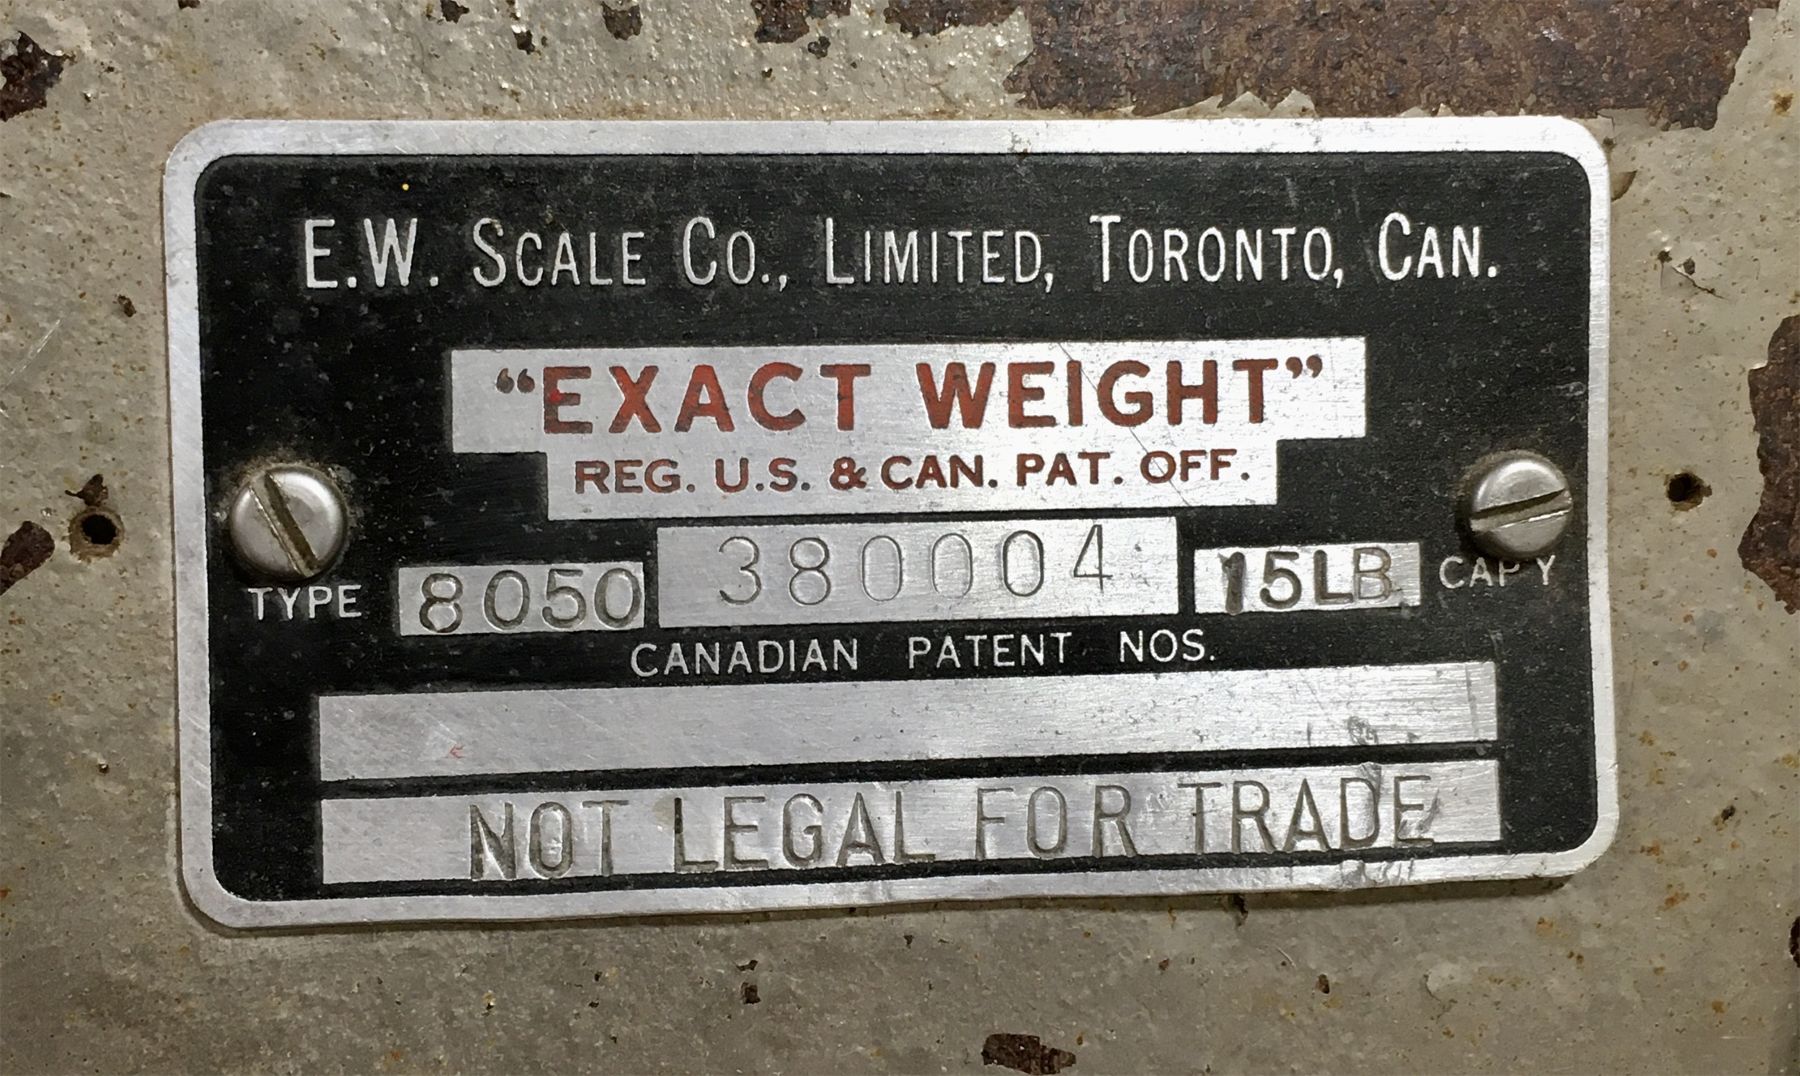 E.W. SCALE CO., LIMITED, TORONTO, CAN.
“EXACT WEIGHT”
REG. U.S. & CAN. PAT. OFF.
TYPE 8050 380004 15LB CAP'Y
CANADIAN PATENT NOS.
NOT LEGAL FOR TRADE